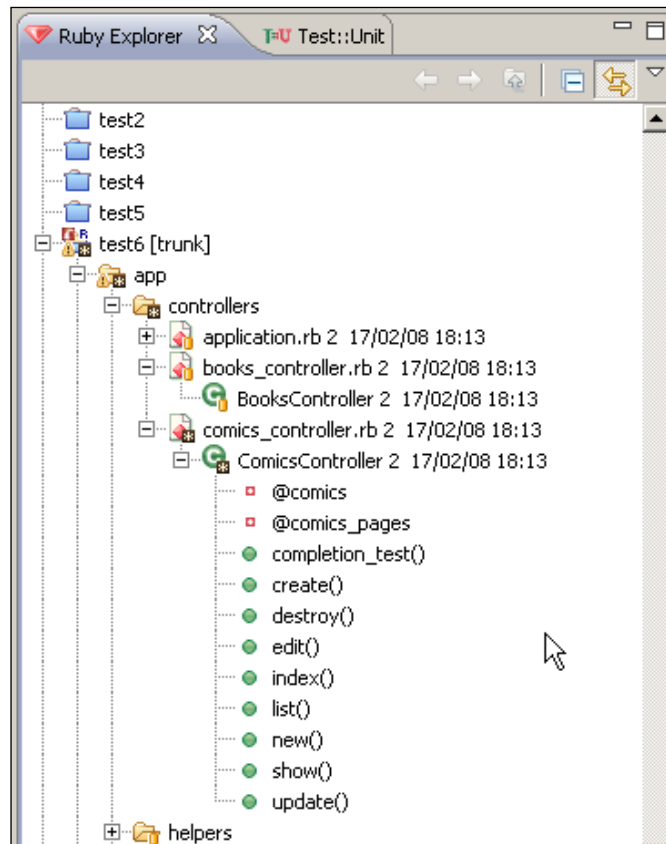 Ruby Explorer Test::Unit
test2
test3
test4
test5
test6 [trunk]
app
controllers
application.rb 2 17/02/08 18:13
books_controller.rb 2 17/02/08 18:13
BooksController 2 17/02/08 18:13
comics_controller.rb 2 17/02/08 18:13
ComicsController 2 17/02/08 18:13
@comics
@comics_pages
completion_test()
create()
destroy()
edit()
index()
list()
new()
show()
update()
helpers